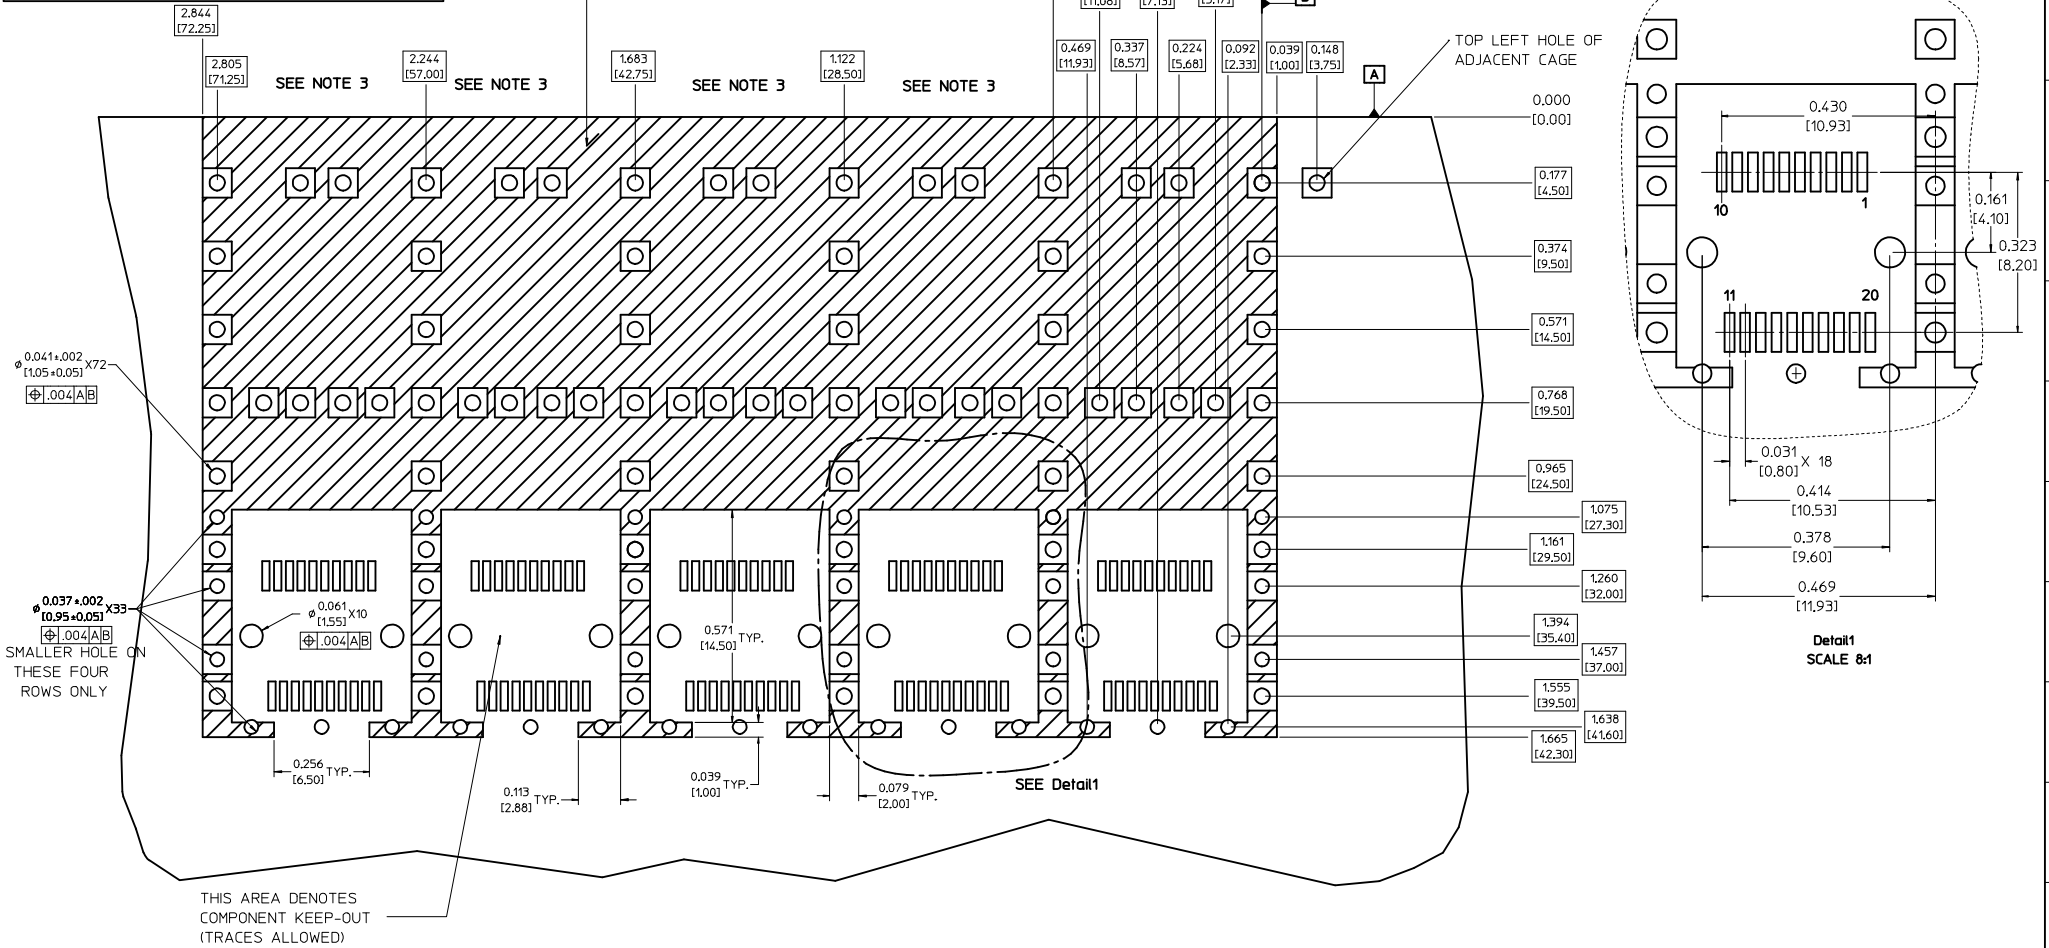 [11.08]
[7.13]
[5.17]
B
2.844
[72.25]
2.805
[71.25]
SEE NOTE 3
2.244
[57.00]
SEE NOTE 3
1.683
[42.75]
SEE NOTE 3
1.122
[28.50]
SEE NOTE 3
0.469
[11.93]
0.337
[8.57]
0.224
[5.68]
0.092
[2.33]
0.039
[1.00]
0.148
[3.75]
A
TOP LEFT HOLE OF
ADJACENT CAGE
0.000
[0.00]
0.177
[4.50]
0.374
[9.50]
0.571
[14.50]
0.768
[19.50]
0.965
[24.50]
1.075
[27.30]
1.161
[29.50]
1.260
[32.00]
1.394
[35.40]
1.457
[37.00]
1.555
[39.50]
1.638
[41.60]
1.665
[42.30]
⌀ 0.041±.002 X72
[1.05±0.05]
⌖ .004 A B
⌀ 0.037±.002 X33
[0.95±0.05]
⌖ .004 A B
SMALLER HOLE ON
THESE FOUR
ROWS ONLY
⌀ 0.061 X10
[1.55]
⌖ .004 A B
0.571 TYP.
[14.50]
0.256 TYP.
[6.50]
0.113 TYP.
[2.88]
0.039 TYP.
[1.00]
0.079 TYP.
[2.00]
SEE Detail1
THIS AREA DENOTES
COMPONENT KEEP-OUT
(TRACES ALLOWED)
0.430
[10.93]
10
1
0.161
[4.10]
0.323
[8.20]
11
20
0.031 X 18
[0.80]
0.414
[10.53]
0.378
[9.60]
0.469
[11.93]
Detail1
SCALE 8:1